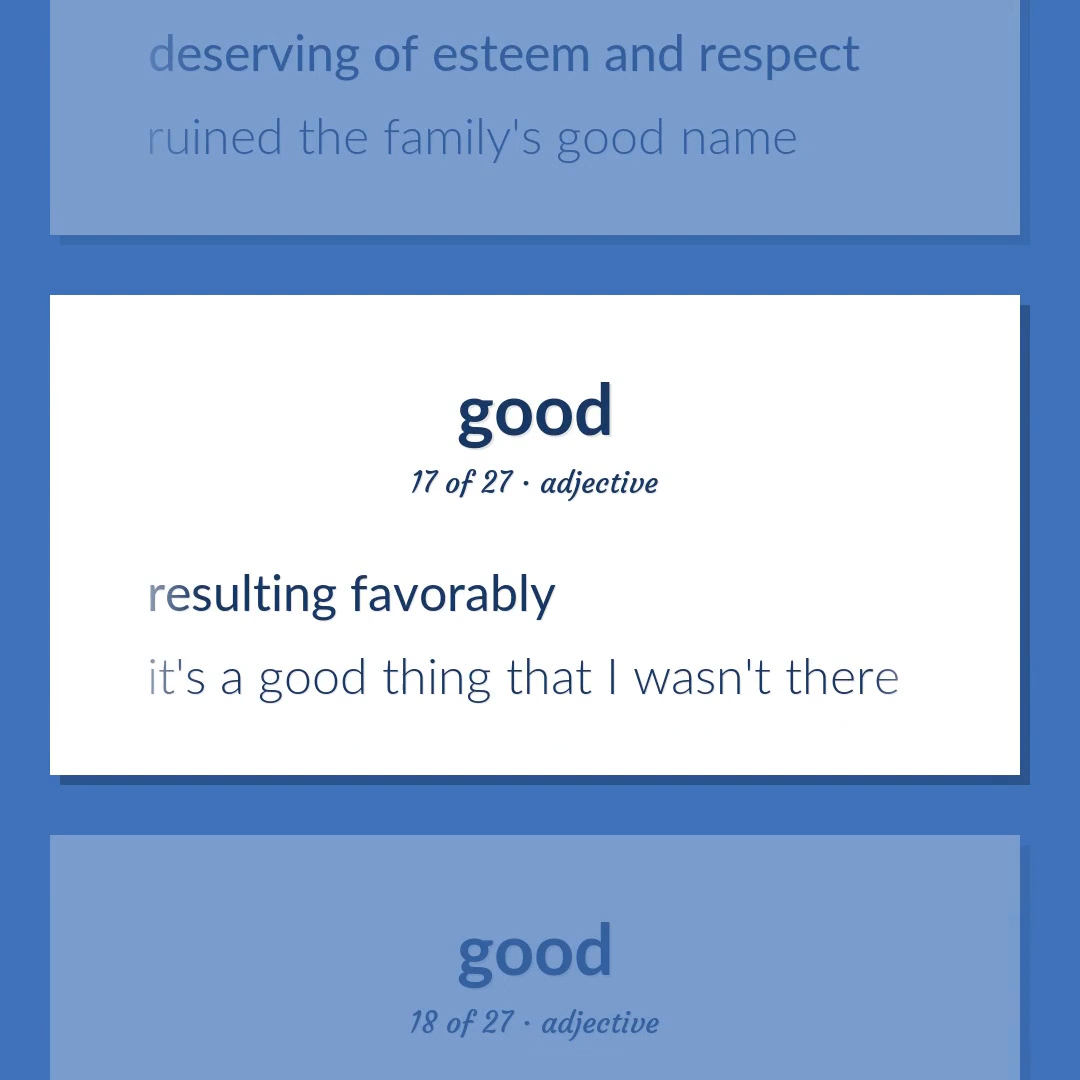 deserving of esteem and respect
ruined the family's good name
good
17 of 27 · adjective
resulting favorably
it's a good thing that I wasn't there
good
18 of 27 · adjective